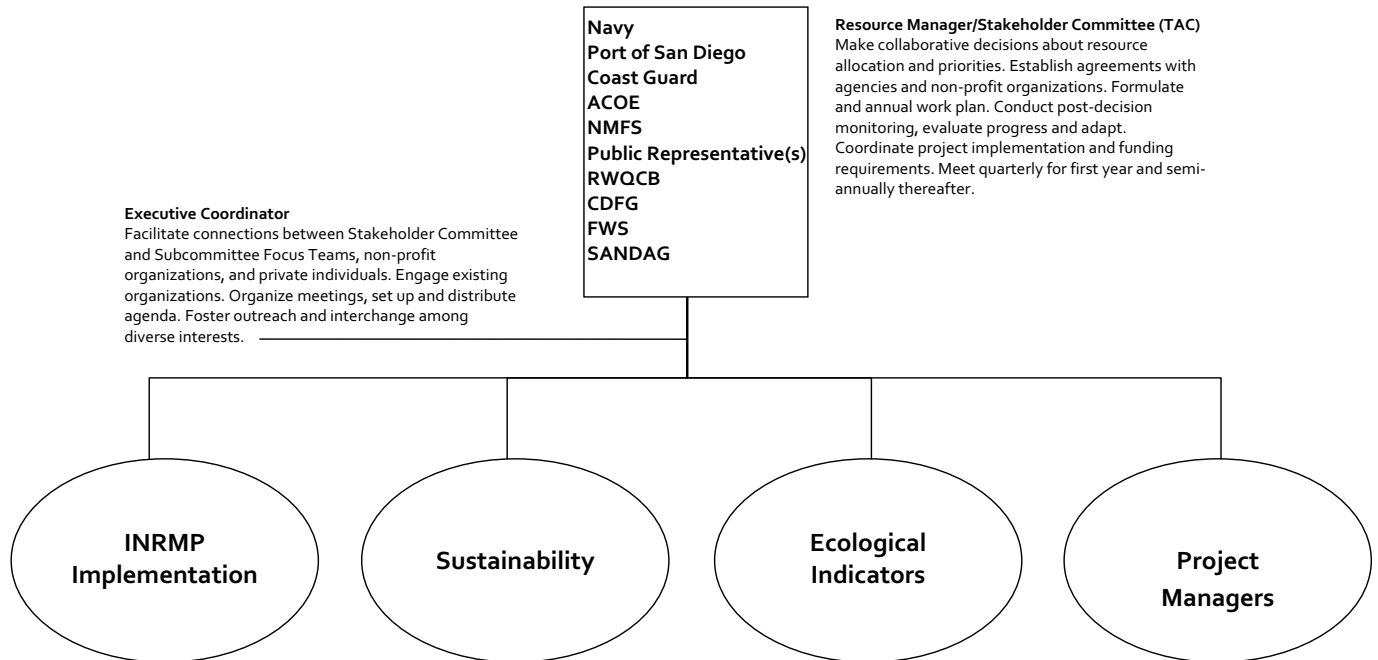 Navy
Port of San Diego
Coast Guard
ACOE
NMFS
Public Representative(s)
RWQCB
CDFG
FWS
SANDAG
Resource Manager/Stakeholder Committee (TAC)
Make collaborative decisions about resource
allocation and priorities. Establish agreements with
agencies and non-profit organizations. Formulate
and annual work plan. Conduct post-decision
monitoring, evaluate progress and adapt.
Coordinate project implementation and funding
requirements. Meet quarterly for first year and semi-
annually thereafter.
Executive Coordinator
Facilitate connections between Stakeholder Committee
and Subcommittee Focus Teams, non-profit
organizations, and private individuals. Engage existing
organizations. Organize meetings, set up and distribute
agenda. Foster outreach and interchange among
diverse interests.
INRMP
Implementation
Sustainability
Ecological
Indicators
Project
Managers